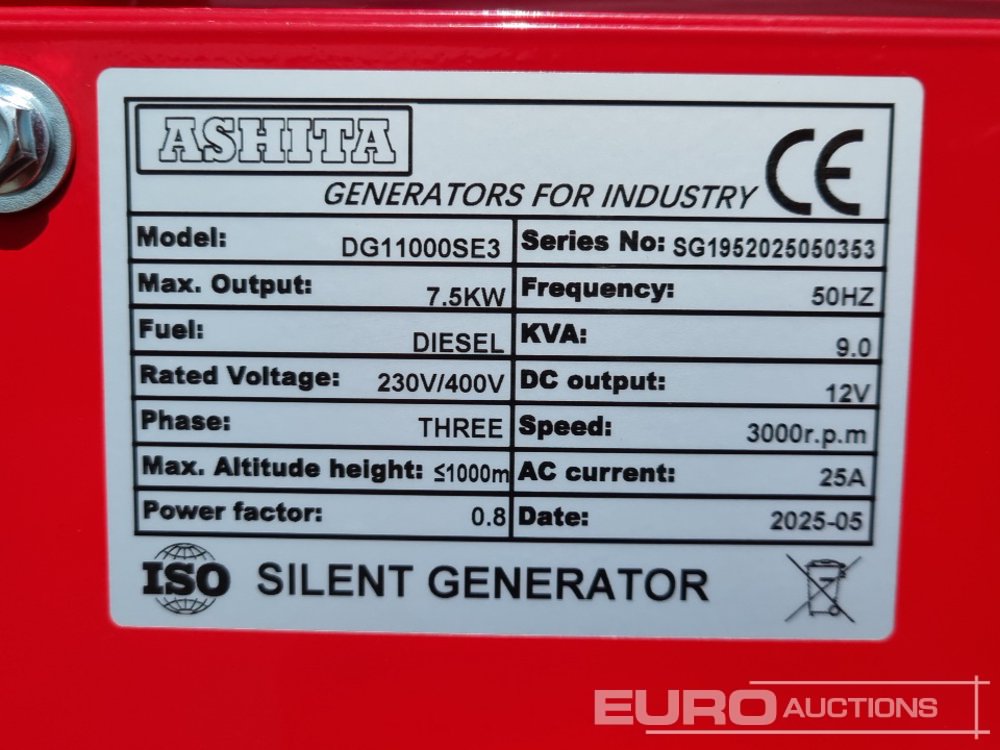 ASHITA
GENERATORS FOR INDUSTRY
CE
Model: DG11000SE3 Series No: SG1952025050353
Max. Output: 7.5KW Frequency: 50HZ
Fuel: DIESEL KVA: 9.0
Rated Voltage: 230V/400V DC output: 12V
Phase: THREE Speed: 3000r.p.m
Max. Altitude height: ≤1000m AC current: 25A
Power factor: 0.8 Date: 2025-05
ISO SILENT GENERATOR
EURO AUCTIONS